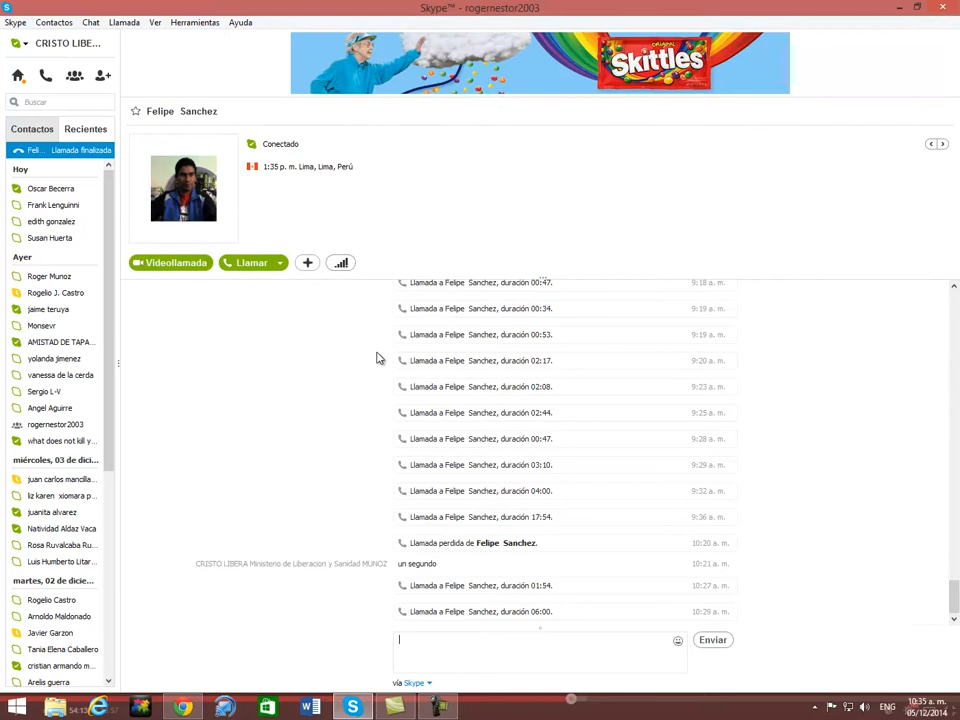 Skype™ - rogernestor2003
Skype Contactos Chat Llamada Ver Herramientas Ayuda
CRISTO LIBE...
ORIGINAL
Skittles
Buscar
Felipe Sanchez
Contactos Recientes
Conectado
Feli... Llamada finalizada
1:35 p. m. Lima, Lima, Perú
Hoy
Oscar Becerra
Frank Lenguinni
edith gonzalez
Susan Huerta
Ayer
Videollamada Llamar
Roger Munoz
Rogelio J. Castro
jaime teruya
Monsevr
AMISTAD DE TAPA...
yolanda jimenez
vanessa de la cerda
Sergio L-V
Angel Aguirre
rogernestor2003
what does not kill y...
miércoles, 03 de dici...
juan carlos mancilla...
liz karen xiomara p...
juanita alvarez
Natividad Aldaz Vaca
Rosa Ruvalcaba Ru...
Luis Humberto Litar...
martes, 02 de dicie...
Rogelio Castro
Arnoldo Maldonado
Javier Garzon
Tania Elena Caballero
cristian armando m...
Arelis guerra
Llamada a Felipe Sanchez, duración 00:47. 9:18 a. m.
Llamada a Felipe Sanchez, duración 00:34. 9:19 a. m.
Llamada a Felipe Sanchez, duración 00:53. 9:19 a. m.
Llamada a Felipe Sanchez, duración 02:17. 9:20 a. m.
Llamada a Felipe Sanchez, duración 02:08. 9:23 a. m.
Llamada a Felipe Sanchez, duración 02:44. 9:25 a. m.
Llamada a Felipe Sanchez, duración 00:47. 9:28 a. m.
Llamada a Felipe Sanchez, duración 03:10. 9:29 a. m.
Llamada a Felipe Sanchez, duración 04:00. 9:32 a. m.
Llamada a Felipe Sanchez, duración 17:54. 9:36 a. m.
Llamada perdida de Felipe Sanchez. 10:20 a. m.
CRISTO LIBERA Ministerio de Liberacion y Sanidad MUNOZ un segundo 10:21 a. m.
Llamada a Felipe Sanchez, duración 01:54. 10:27 a. m.
Llamada a Felipe Sanchez, duración 06:00. 10:29 a. m.
Enviar
vía Skype
ENG
10:35 a. m.
05/12/2014